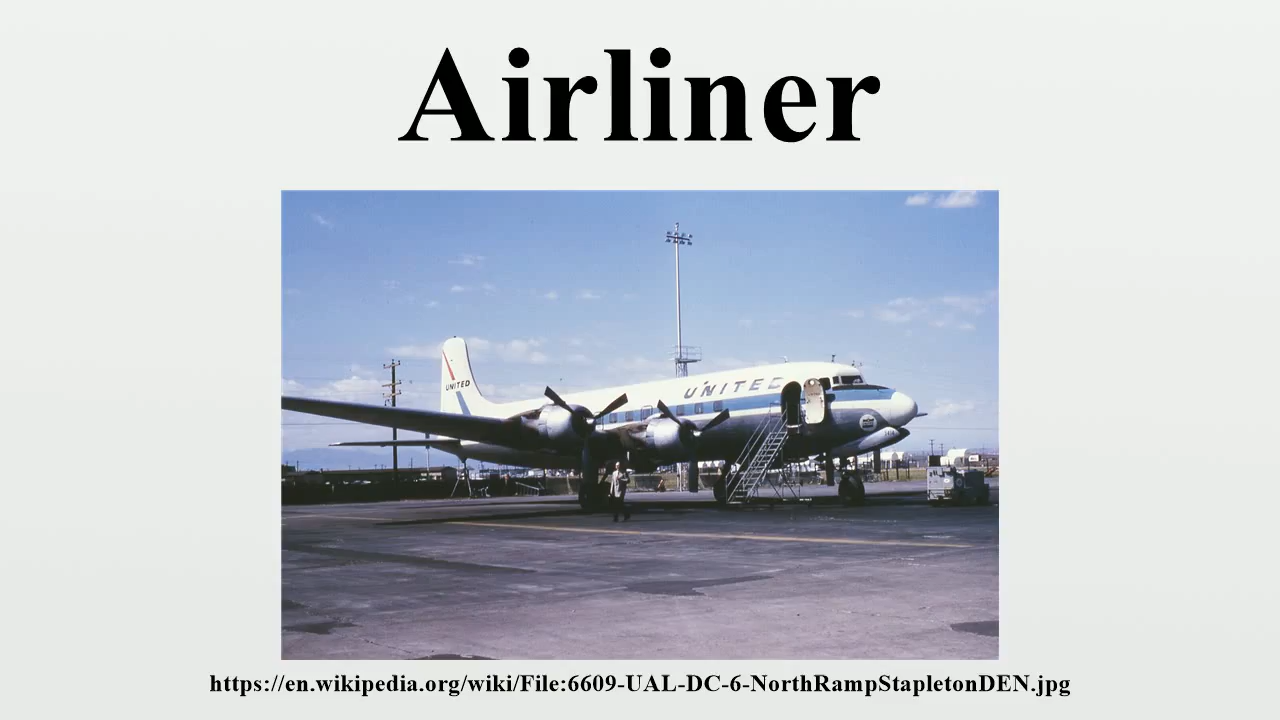 Airliner
UNITED
UNITED
https://en.wikipedia.org/wiki/File:6609-UAL-DC-6-NorthRampStapletonDEN.jpg